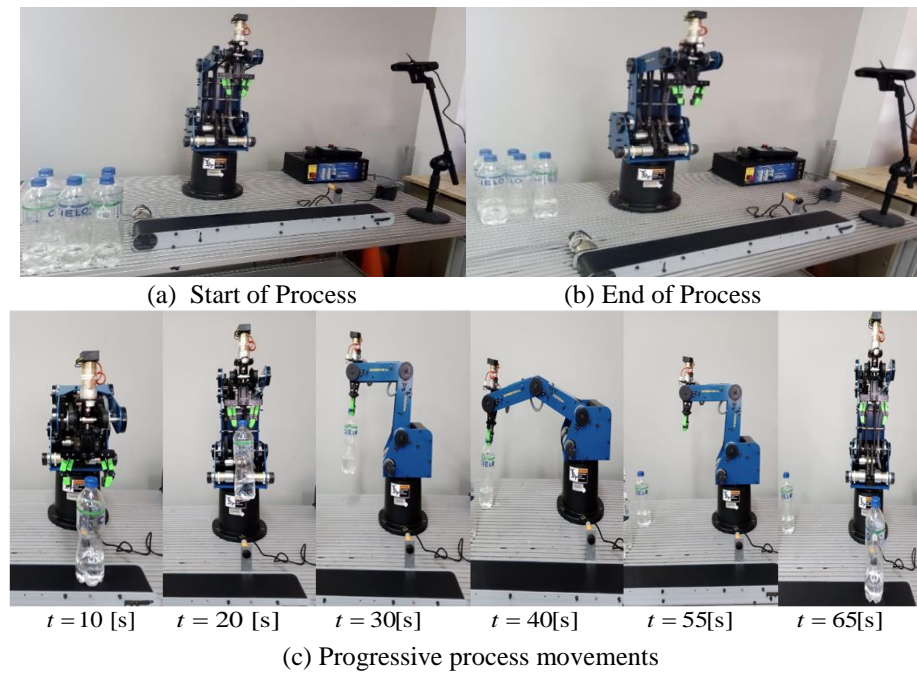 CIELO
(a) Start of Process
(b) End of Process
t = 10 [s]
t = 20 [s]
t = 30[s]
t = 40[s]
t = 55[s]
t = 65[s]
(c) Progressive process movements